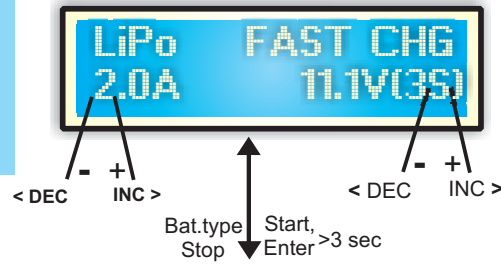 LiPo FAST CHG
2.0A 11.1V(3S)
- + - +
< DEC INC > < DEC INC >
Bat.type Start,
Stop Enter >3 sec